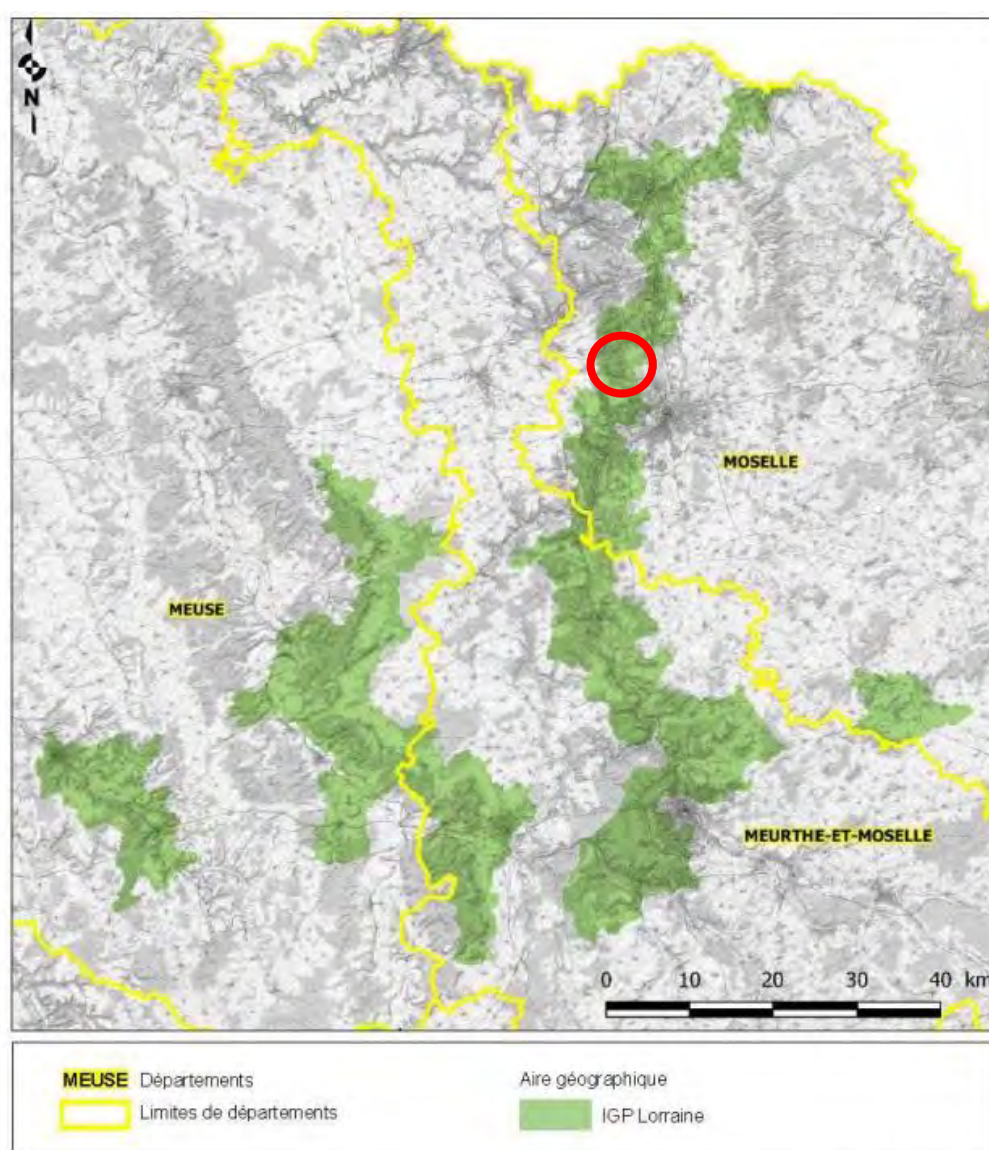 N
MOSELLE
MEUSE
MEURTHE-ET-MOSELLE
0 10 20 30 40 km
MEUSE Départements
Limites de départements
Aire géographique
IGP Lorraine